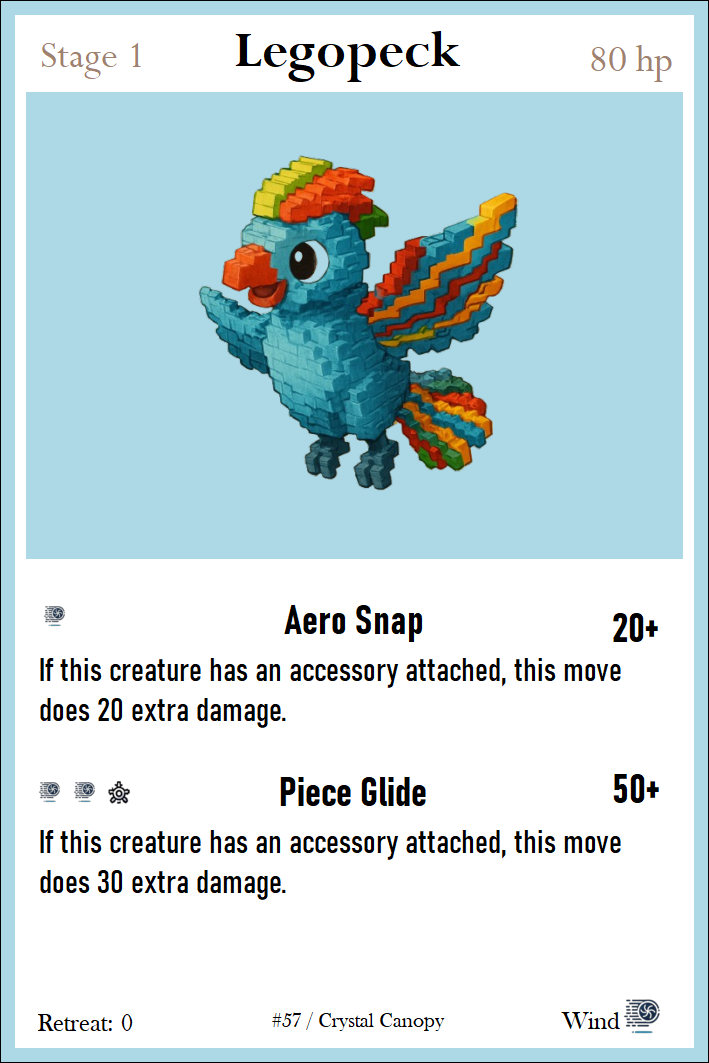 Stage 1
Legopeck
80 hp
Aero Snap
20+
If this creature has an accessory attached, this move
does 20 extra damage.
Piece Glide
50+
If this creature has an accessory attached, this move
does 30 extra damage.
Retreat: 0
#57 / Crystal Canopy
Wind